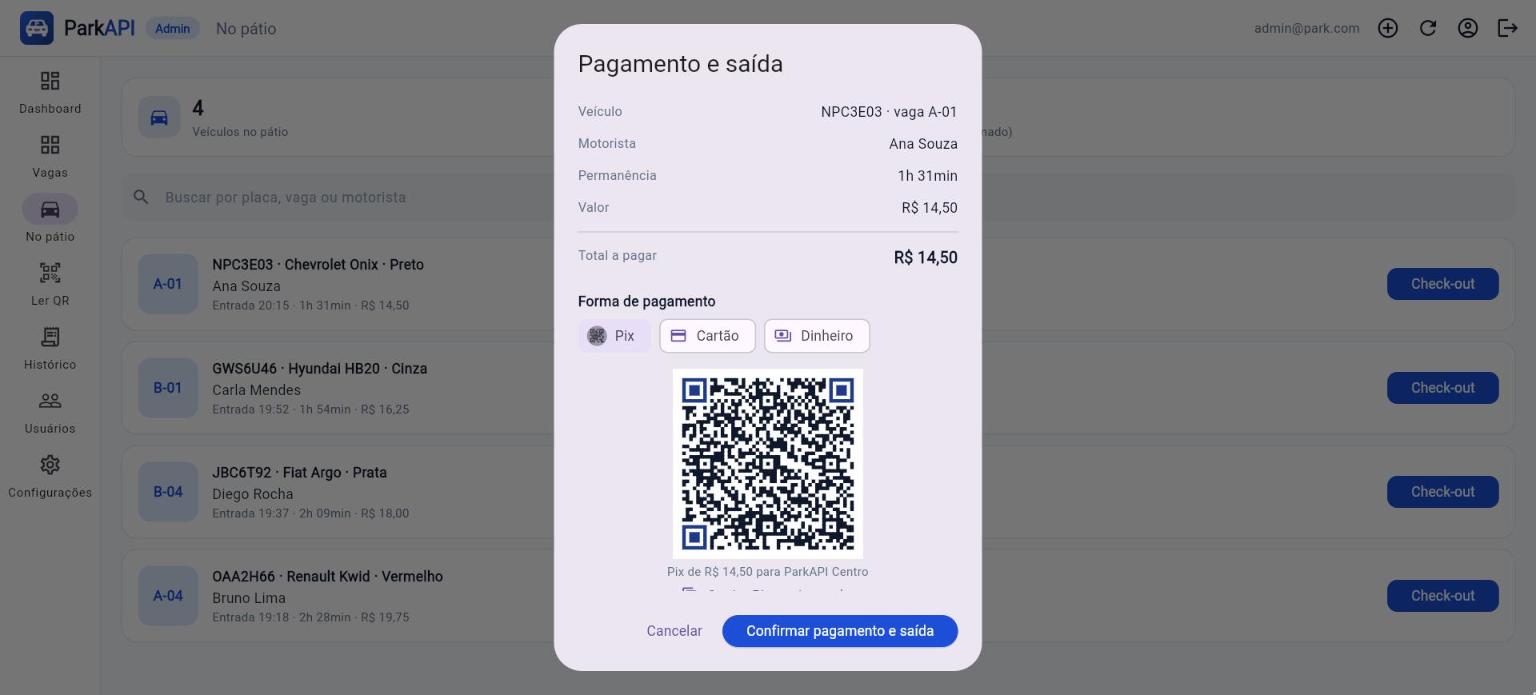 ParkAPI Admin No pátio
admin@park.com
Dashboard
Vagas
No pátio
Ler QR
Histórico
Usuários
Configurações
4
Veículos no pátio
nado)
Buscar por placa, vaga ou motorista
A-01
NPC3E03 · Chevrolet Onix · Preto
Ana Souza
Entrada 20:15 · 1h 31min · R$ 14,50
Check-out
B-01
GWS6U46 · Hyundai HB20 · Cinza
Carla Mendes
Entrada 19:52 · 1h 54min · R$ 16,25
Check-out
B-04
JBC6T92 · Fiat Argo · Prata
Diego Rocha
Entrada 19:37 · 2h 09min · R$ 18,00
Check-out
A-04
OAA2H66 · Renault Kwid · Vermelho
Bruno Lima
Entrada 19:18 · 2h 28min · R$ 19,75
Check-out
Pagamento e saída
Veículo NPC3E03 · vaga A-01
Motorista Ana Souza
Permanência 1h 31min
Valor R$ 14,50
Total a pagar R$ 14,50
Forma de pagamento
Pix Cartão Dinheiro
Pix de R$ 14,50 para ParkAPI Centro
Cancelar Confirmar pagamento e saída